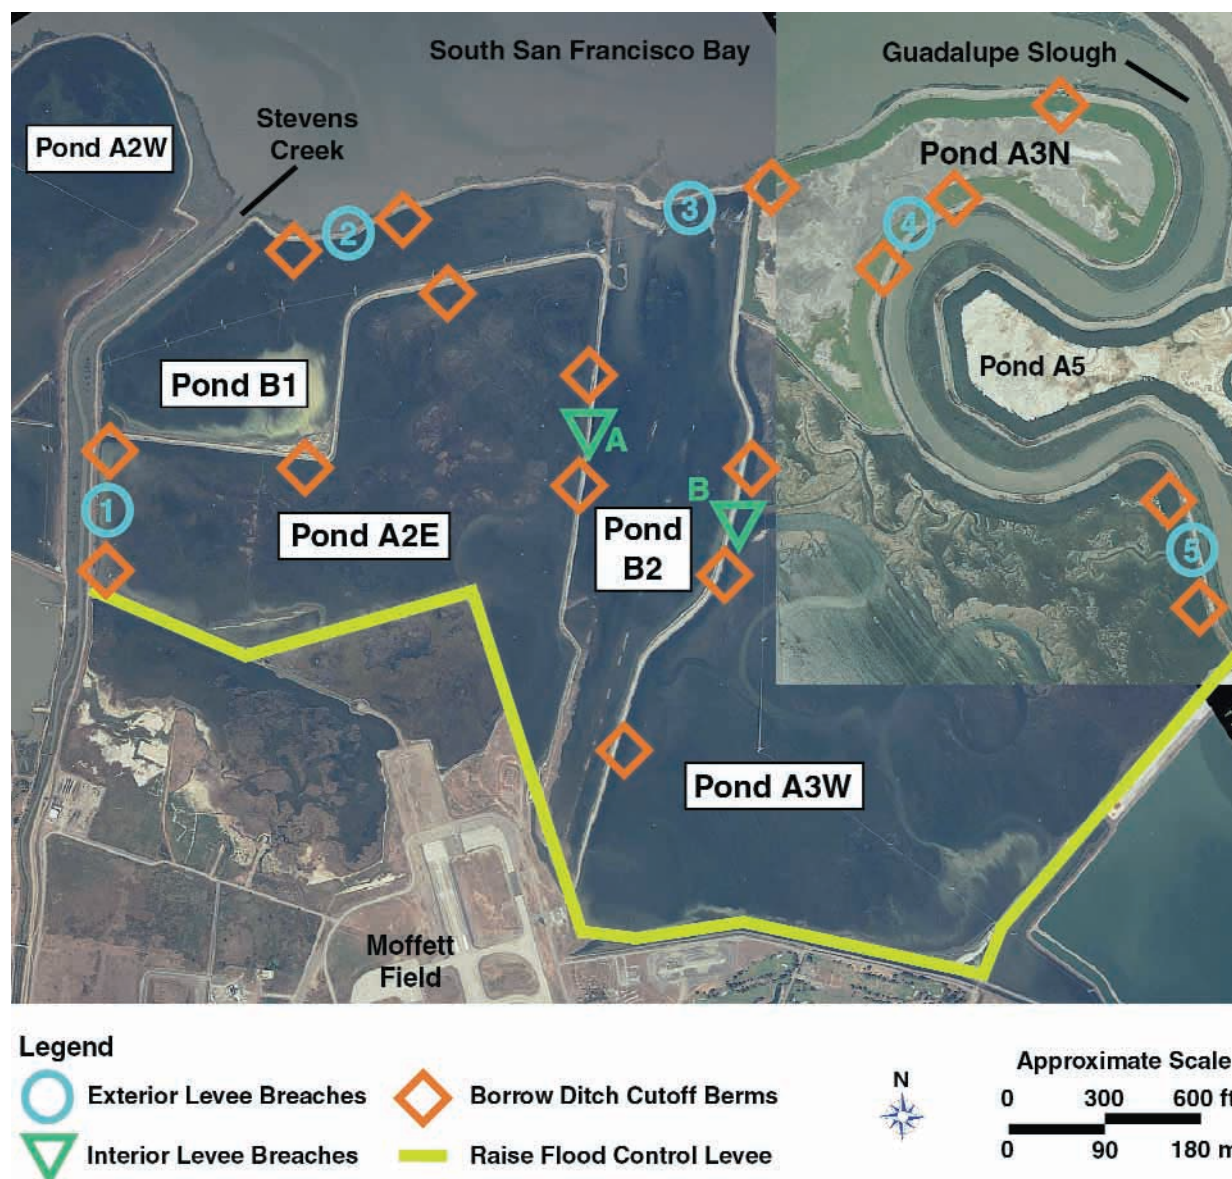 South San Francisco Bay
Guadalupe Slough
Stevens
Creek
Pond A2W
Pond A3N
2
3
4
Pond B1
Pond A5
A
B
1
Pond A2E
Pond
B2
5
Pond A3W
Moffett
Field
Legend
Exterior Levee Breaches
Borrow Ditch Cutoff Berms
Interior Levee Breaches
Raise Flood Control Levee
N
Approximate Scale
0 300 600 ft
0 90 180 m